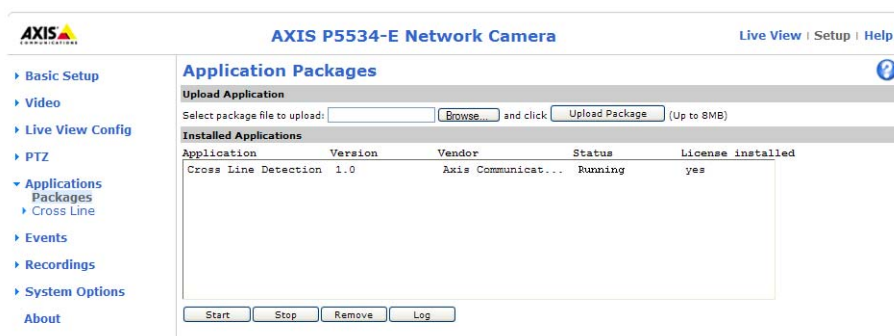 AXIS
COMMUNICATIONS
AXIS P5534-E Network Camera
Live View | Setup | Help
Basic Setup
Video
Live View Config
PTZ
Applications
Packages
Cross Line
Events
Recordings
System Options
About
Application Packages
?
Upload Application
Select package file to upload: Browse... and click Upload Package (Up to 8MB)
Installed Applications
Application Version Vendor Status License installed
Cross Line Detection 1.0 Axis Communicat... Running yes
Start Stop Remove Log